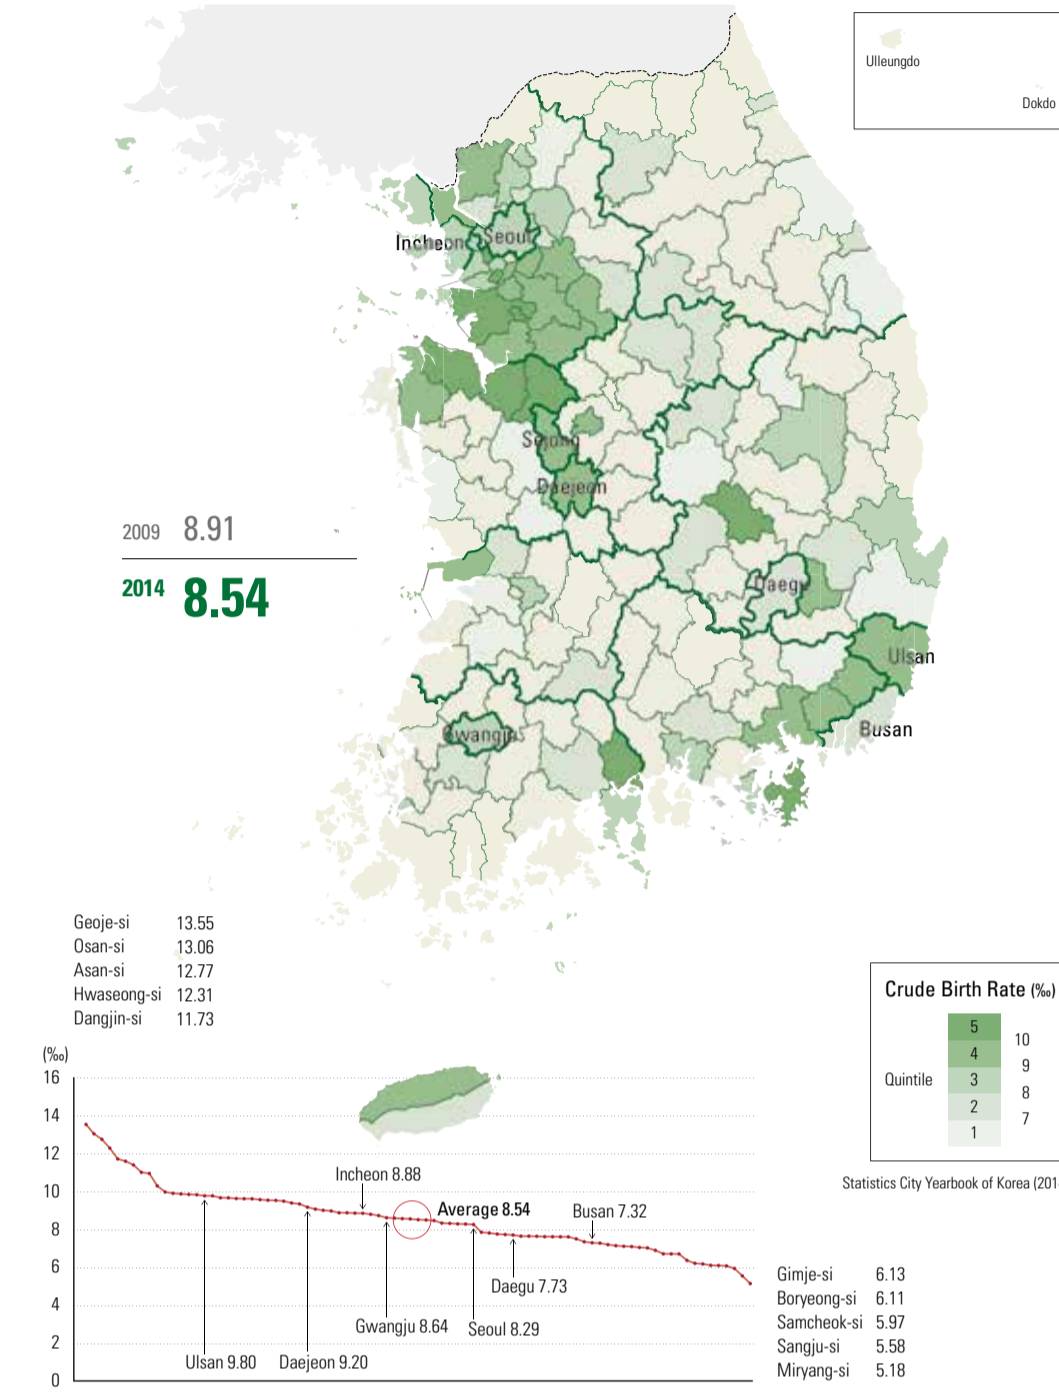 Ulleungdo
Dokdo
Incheon
Seoul
Sejong
Daejeon
2009 8.91
2014 8.54
Daegu
Ulsan
Gwangju
Busan
Geoje-si 13.55
Osan-si 13.06
Asan-si 12.77
Hwaseong-si 12.31
Dangjin-si 11.73
Crude Birth Rate (‰)
Quintile
5
10
4
9
3
8
2
7
1
Statistics City Yearbook of Korea
(‰)
16
14
12
10
8
6
4
2
0
Incheon 8.88
Average 8.54
Busan 7.32
Daegu 7.73
Gwangju 8.64
Seoul 8.29
Ulsan 9.80
Daejeon 9.20
Gimje-si 6.13
Boryeong-si 6.11
Samcheok-si 5.97
Sangju-si 5.58
Miryang-si 5.18